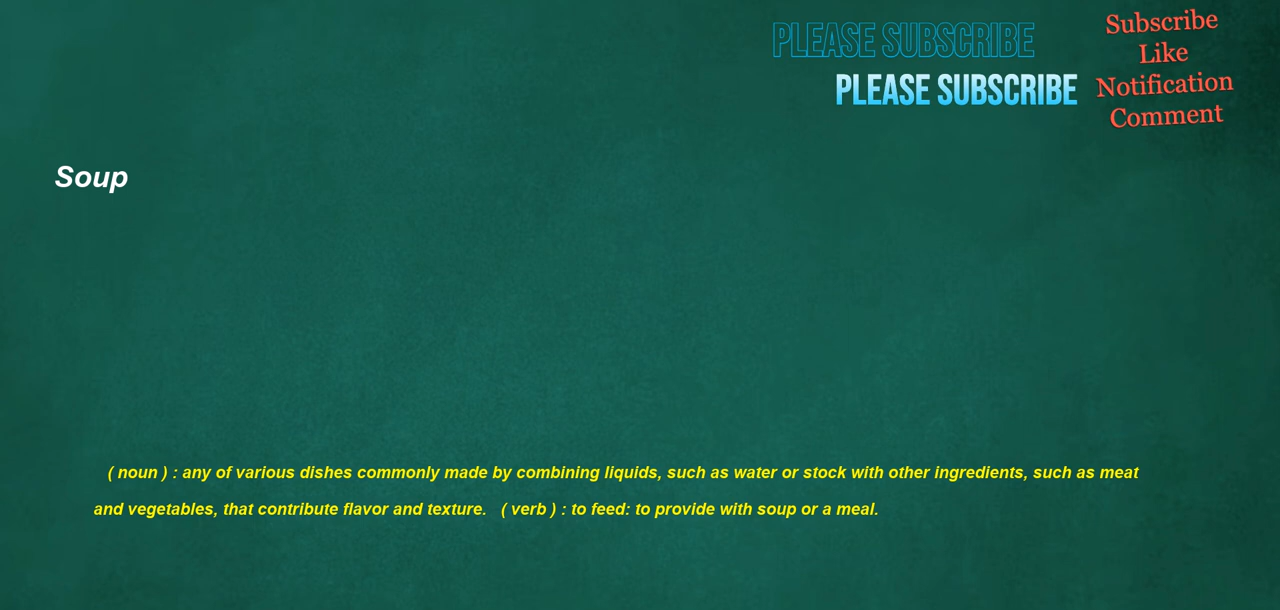 PLEASE SUBSCRIBE
PLEASE SUBSCRIBE
Subscribe
Like
Notification
Comment
Soup
( noun ) : any of various dishes commonly made by combining liquids, such as water or stock with other ingredients, such as meat
and vegetables, that contribute flavor and texture. ( verb ) : to feed: to provide with soup or a meal.